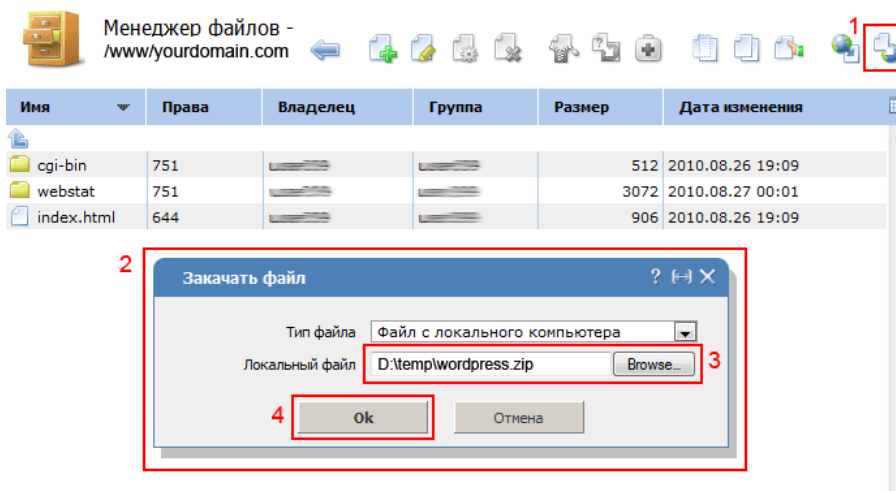 Менеджер файлов -
/www/yourdomain.com
1
Имя Права Владелец Группа Размер Дата изменения
cgi-bin 751 512 2010.08.26 19:09
webstat 751 3072 2010.08.27 00:01
index.html 644 906 2010.08.26 19:09
2
Закачать файл ?
Тип файла Файл с локального компьютера
Локальный файл D:\temp\wordpress.zip Browse... 3
4 Ok Отмена